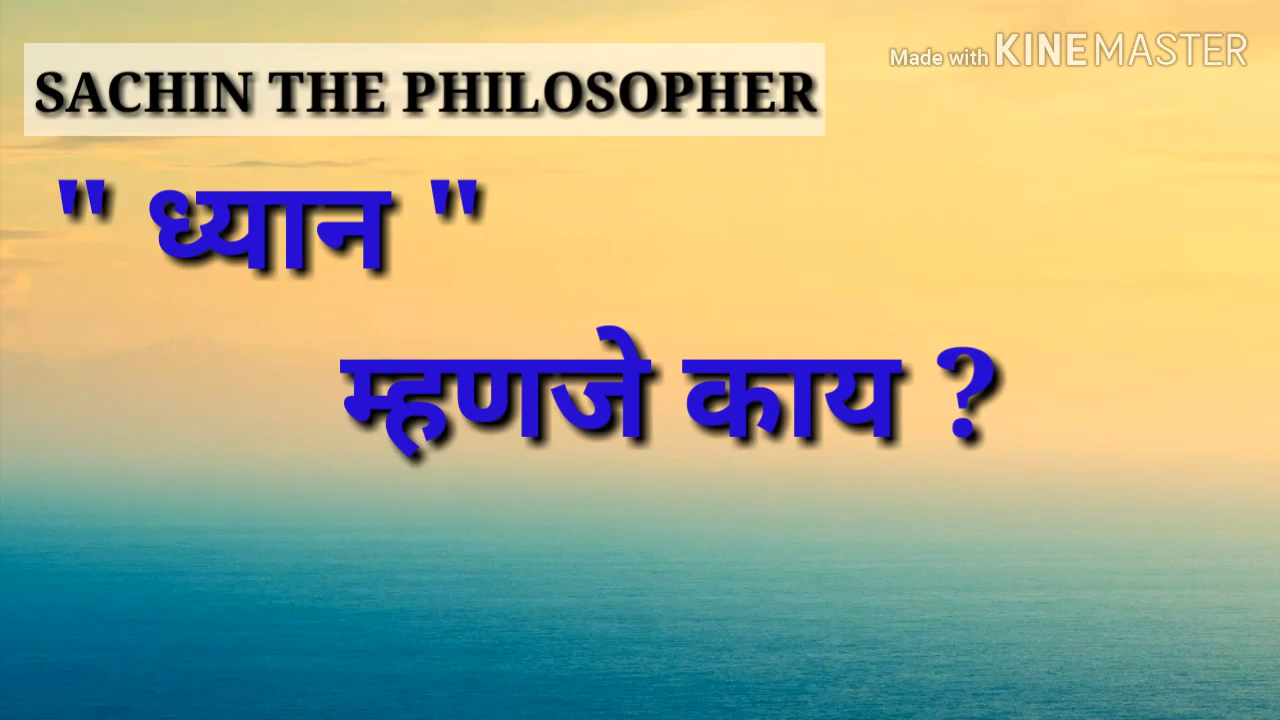 Made with KINEMASTER
SACHIN THE PHILOSOPHER
" ध्यान "
म्हणजे काय ?